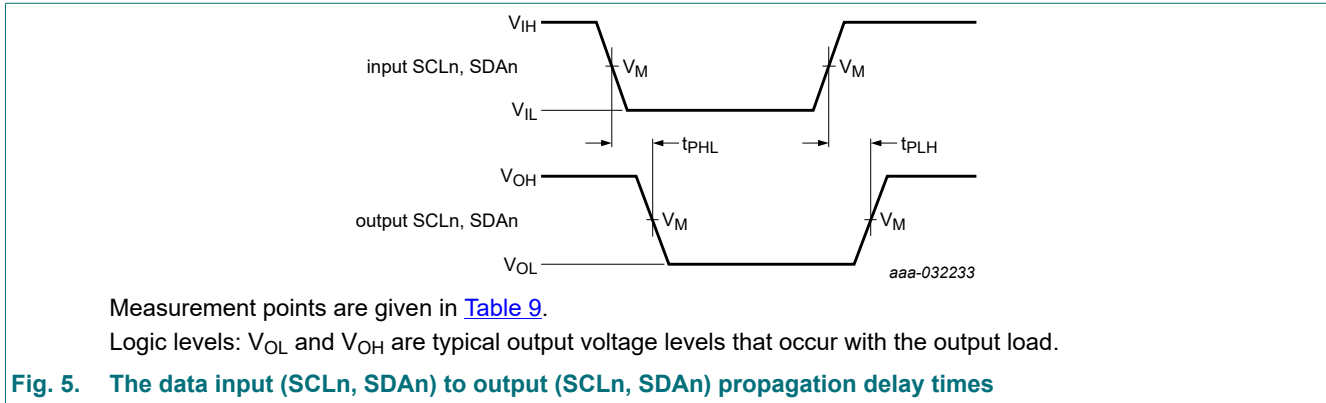 VIH
input SCLn, SDAn
VM
VM
VIL
tPHL
tPLH
VOH
output SCLn, SDAn
VM
VM
VOL
aaa-032233
Measurement points are given in Table 9.
Logic levels: VOL and VOH are typical output voltage levels that occur with the output load.
Fig. 5. The data input (SCLn, SDAn) to output (SCLn, SDAn) propagation delay times